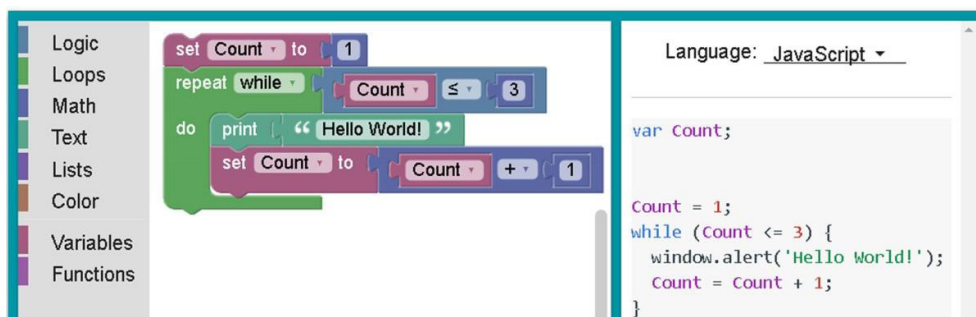 Logic
Loops
Math
Text
Lists
Color
Variables
Functions
set Count to 1
repeat while Count ≤ 3
do print “ Hello World! ”
set Count to Count + 1
Language: JavaScript
var Count;
Count = 1;
while (Count <= 3) {
window.alert('Hello World!');
Count = Count + 1;
}